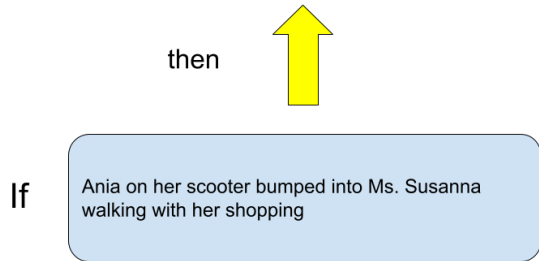 then
If
Ania on her scooter bumped into Ms. Susanna
walking with her shopping